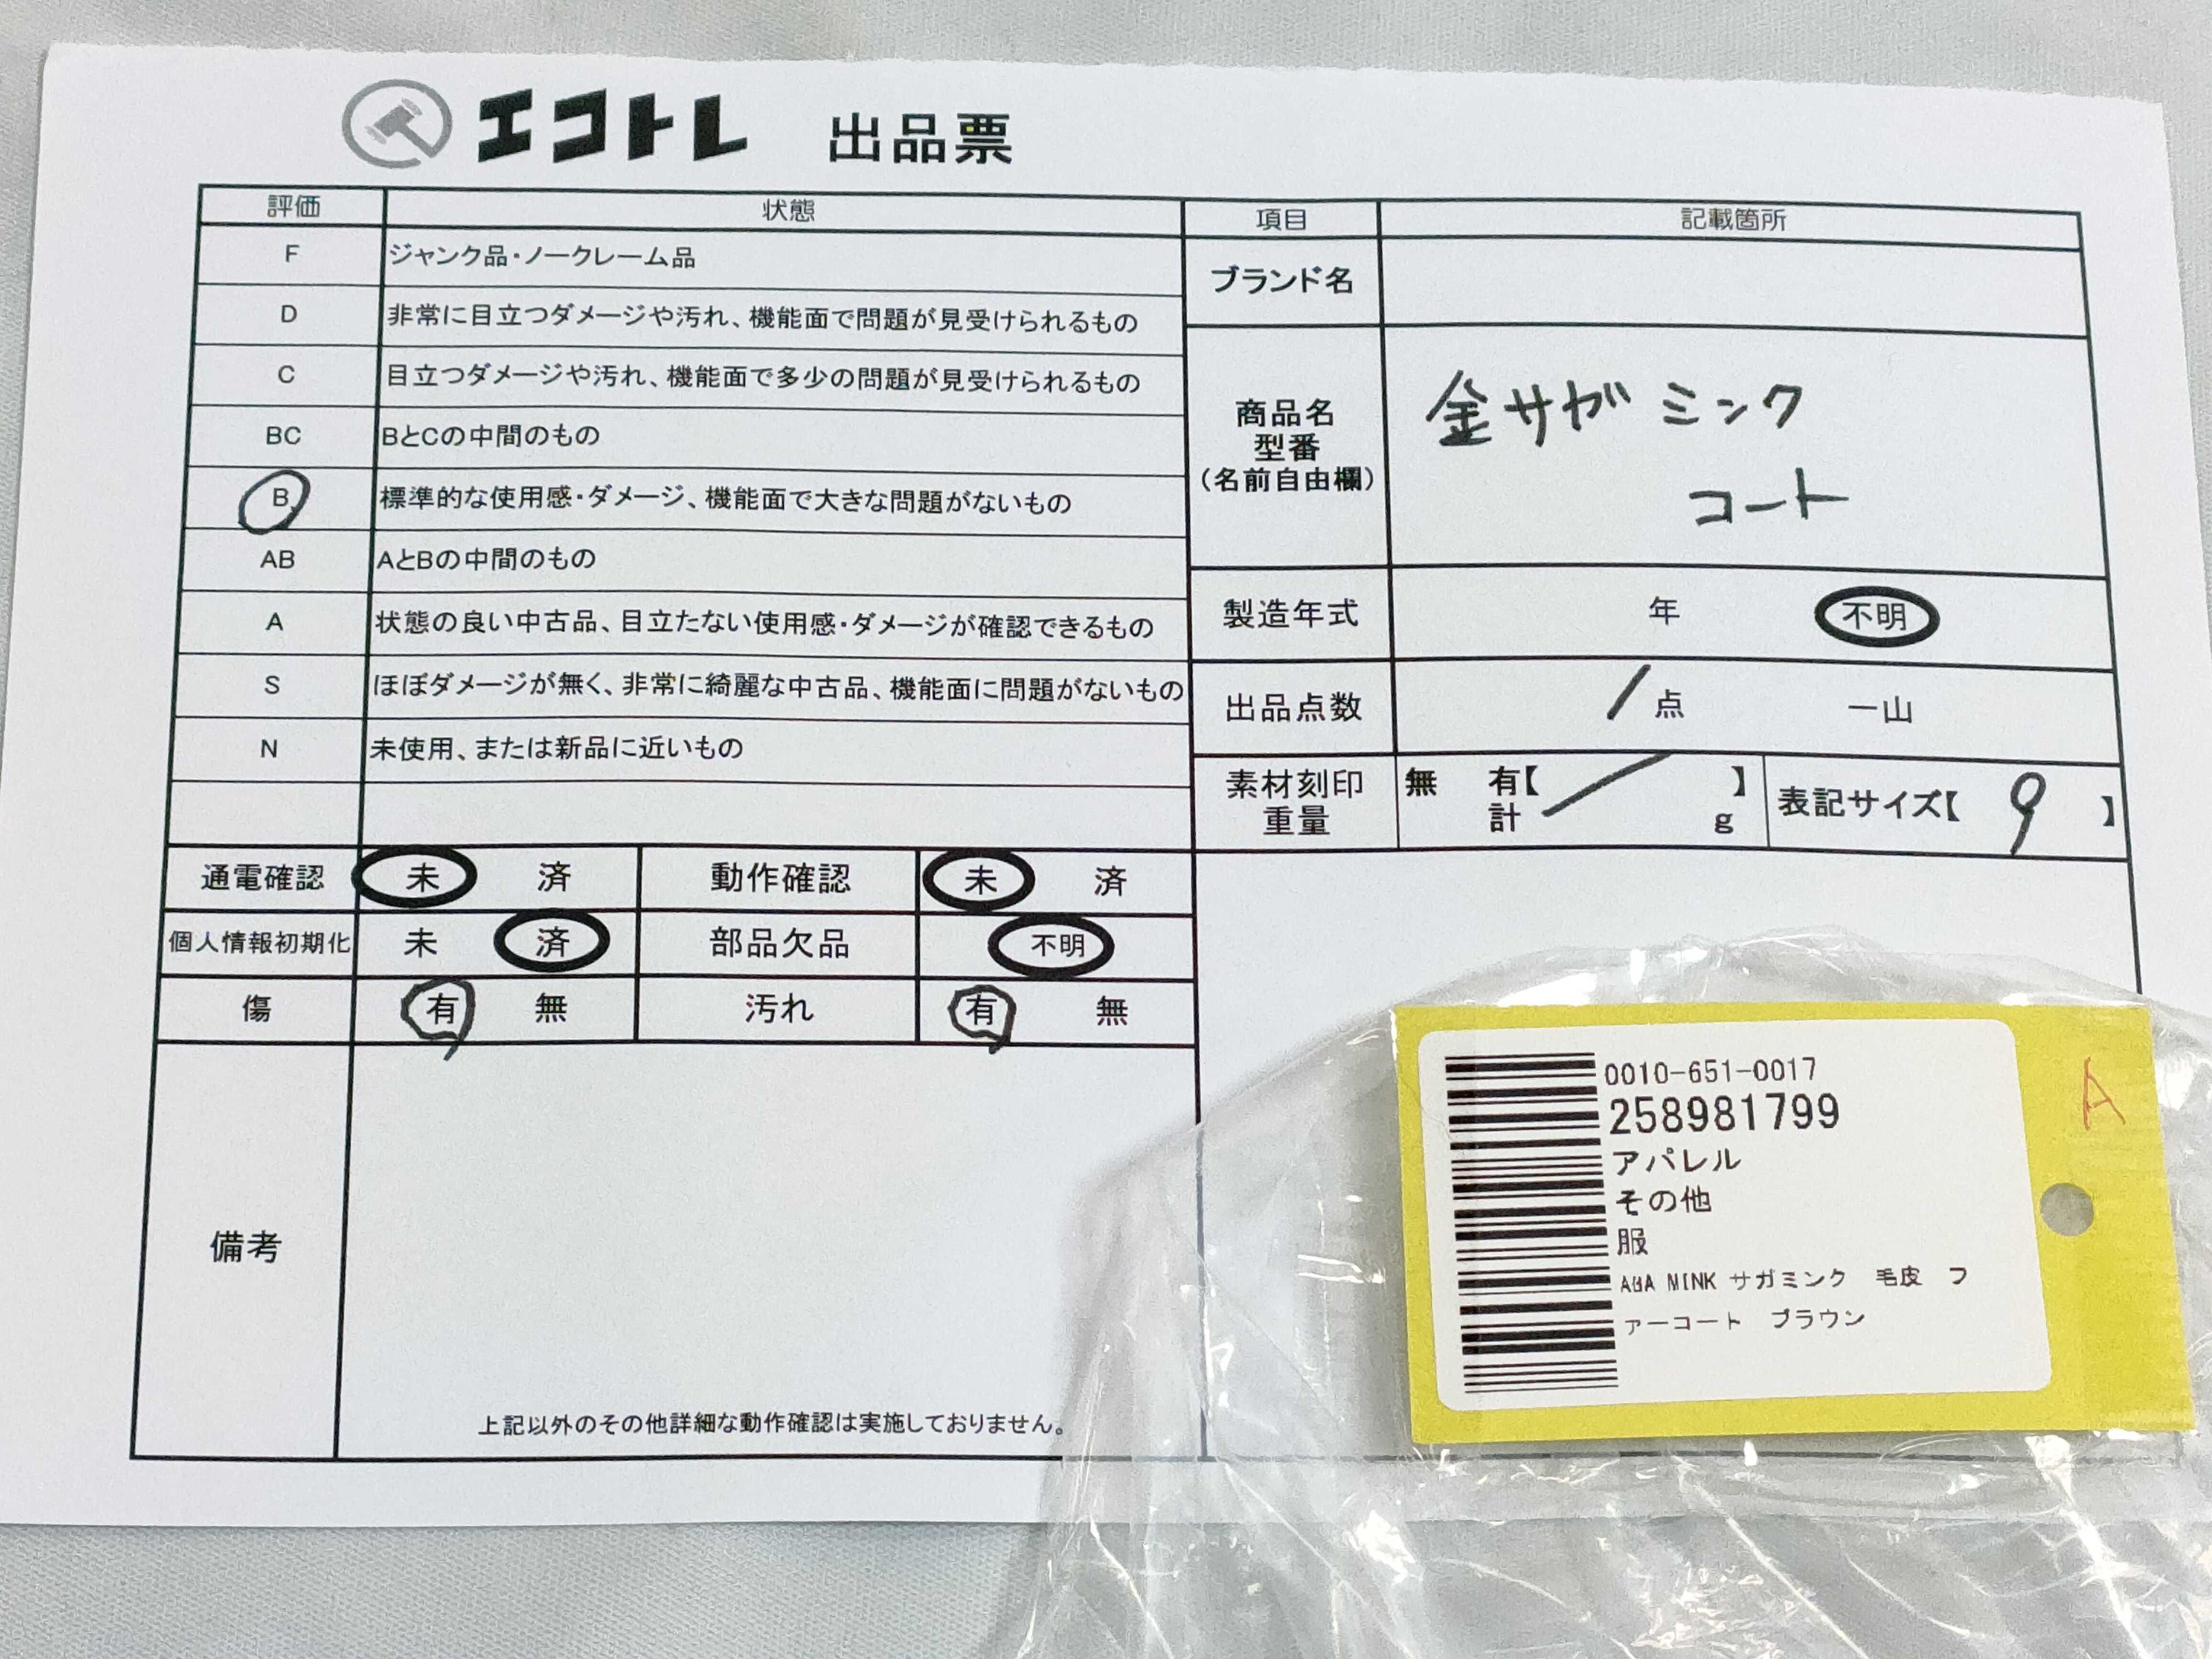 エコトレ 出品票
評価 状態
F ジャンク品・ノークレーム品
D 非常に目立つダメージや汚れ、機能面で問題が見受けられるもの
C 目立つダメージや汚れ、機能面で多少の問題が見受けられるもの
BC BとCの中間のもの
B 標準的な使用感・ダメージ、機能面で大きな問題がないもの
AB AとBの中間のもの
A 状態の良い中古品、目立たない使用感・ダメージが確認できるもの
S ほぼダメージが無く、非常に綺麗な中古品、機能面に問題がないもの
N 未使用、または新品に近いもの
通電確認 未 済 動作確認 未 済
個人情報初期化 未 済 部品欠品 不明
傷 有 無 汚れ 有 無
備考
上記以外のその他詳細な動作確認は実施しておりません。
項目 記載箇所
ブランド名
商品名
型番
(名前自由欄)
金サガ ミンク
コート
製造年式 年 不明
出品点数 / 点 一山
素材刻印
重量
無 有【 】
計 g
表記サイズ【 9 】
0010-651-0017
258981799
アパレル
その他
服
MINK サガミンク 毛皮 フ
ァーコート ブラウン
A